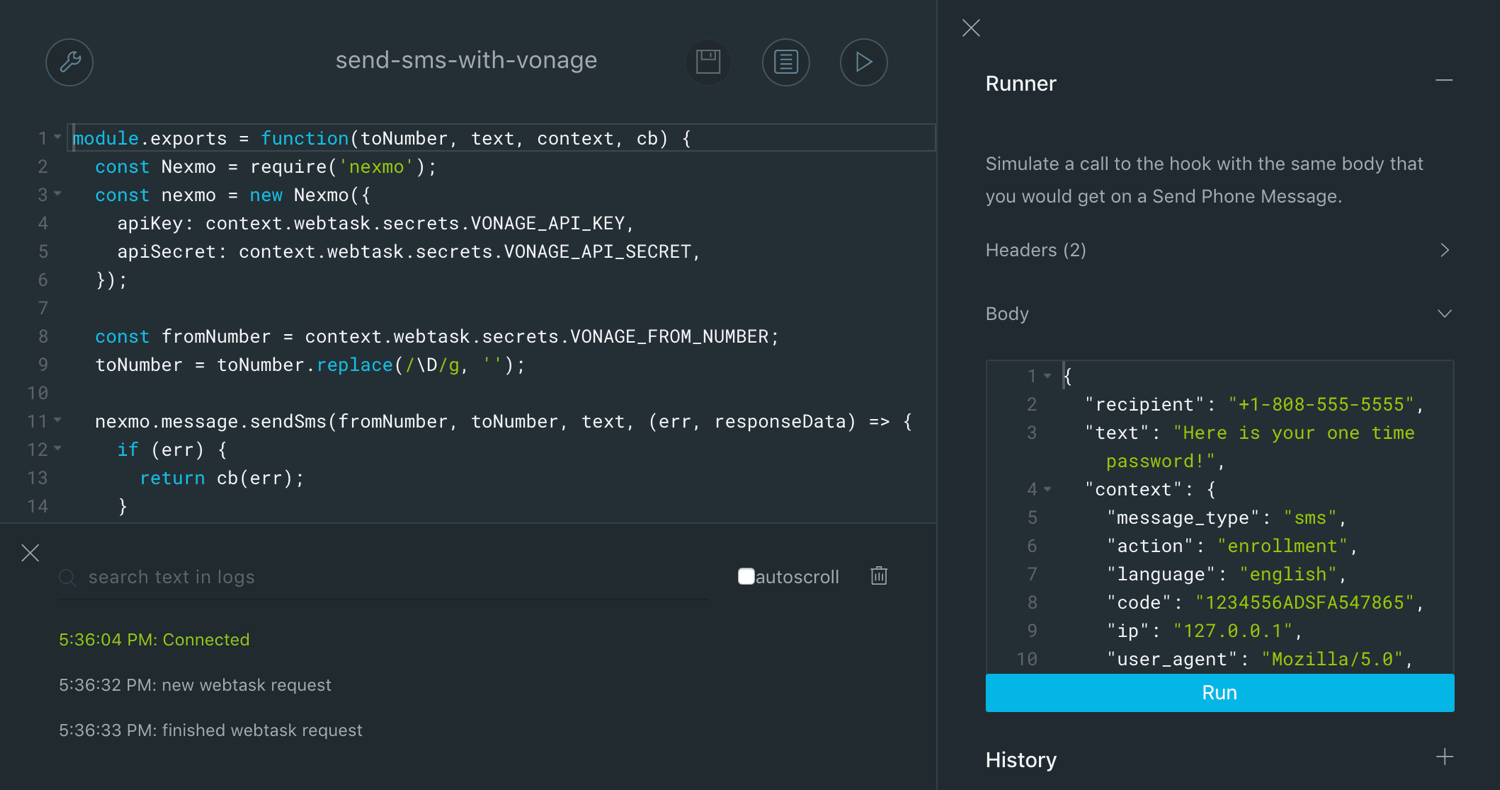 send-sms-with-vonage
1 module.exports = function(toNumber, text, context, cb) {
2   const Nexmo = require('nexmo');
3   const nexmo = new Nexmo({
4     apiKey: context.webtask.secrets.VONAGE_API_KEY,
5     apiSecret: context.webtask.secrets.VONAGE_API_SECRET,
6   });
7
8   const fromNumber = context.webtask.secrets.VONAGE_FROM_NUMBER;
9   toNumber = toNumber.replace(/\D/g, '');
10
11   nexmo.message.sendSms(fromNumber, toNumber, text, (err, responseData) => {
12     if (err) {
13       return cb(err);
14     }
search text in logs
autoscroll
5:36:04 PM: Connected
5:36:32 PM: new webtask request
5:36:33 PM: finished webtask request
Runner
Simulate a call to the hook with the same body that
you would get on a Send Phone Message.
Headers (2)
Body
1 {
2   "recipient": "+1-808-555-5555",
3   "text": "Here is your one time
password!",
4   "context": {
5     "message_type": "sms",
6     "action": "enrollment",
7     "language": "english",
8     "code": "1234556ADSFA547865",
9     "ip": "127.0.0.1",
10     "user_agent": "Mozilla/5.0",
Run
History